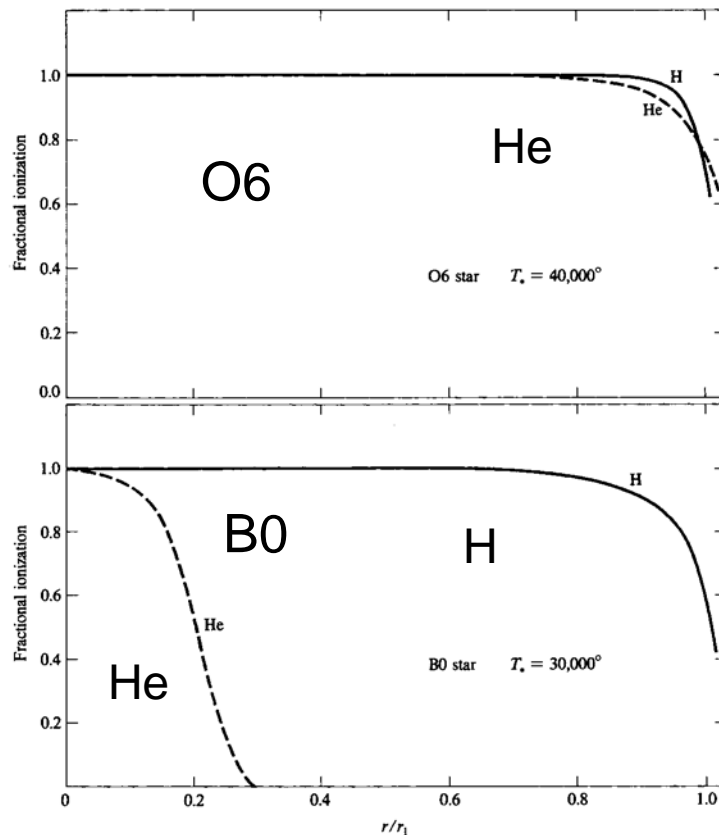 Fractional ionization
1.0
0.8
0.6
0.4
0.2
0.0
H
He
He
O6
O6 star T* = 40,000°
Fractional ionization
1.0
0.8
0.6
0.4
0.2
H
B0
H
He
He
B0 star T* = 30,000°
0 0.2 0.4 0.6 0.8 1.0
r/r1